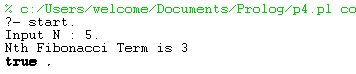 % c:/Users/welcome/Documents/Prolog/p4.pl co
?- start.
Input N : 5.
Nth Fibonacci Term is 3
true .